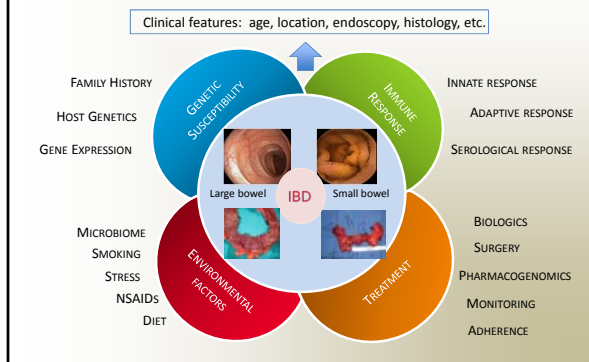 Clinical features: age, location, endoscopy, histology, etc.
FAMILY HISTORY
HOST GENETICS
GENE EXPRESSION
GENETIC
SUSCEPTIBILITY
IMMUNE
RESPONSE
INNATE RESPONSE
ADAPTIVE RESPONSE
SEROLOGICAL RESPONSE
Large bowel
IBD
Small bowel
MICROBIOME
SMOKING
STRESS
NSAIDS
DIET
ENVIRONMENTAL
FACTORS
TREATMENT
BIOLOGICS
SURGERY
PHARMACOGENOMICS
MONITORING
ADHERENCE